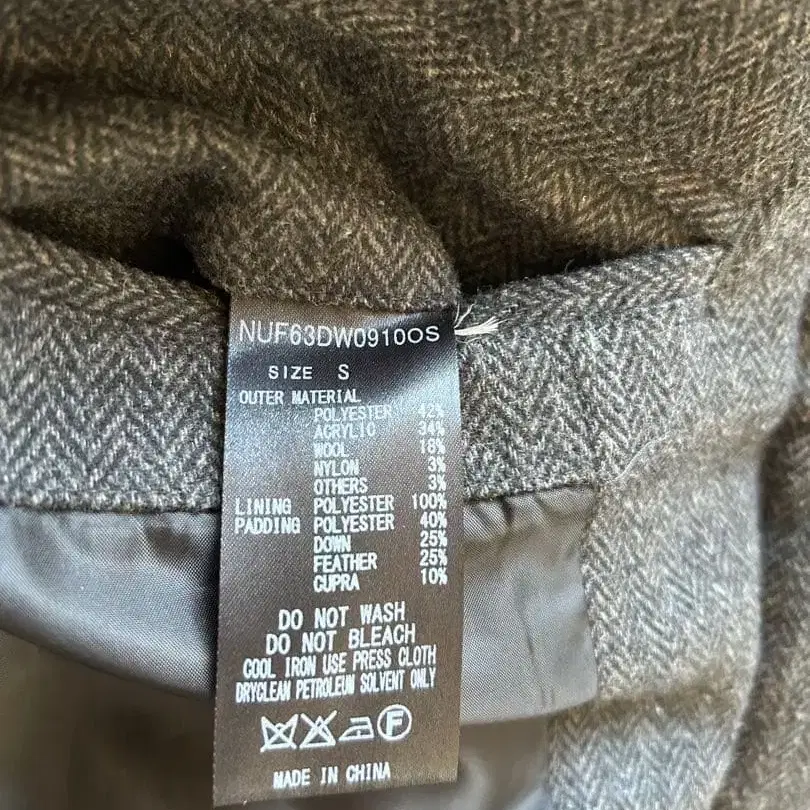 NUF63DW0910OS
SIZE S
OUTER MATERIAL
POLYESTER 42%
ACRYLIC 34%
WOOL 18%
NYLON 3%
OTHERS 3%
LINING POLYESTER 100%
PADDING POLYESTER 40%
DOWN 25%
FEATHER 25%
CUPRA 10%
DO NOT WASH
DO NOT BLEACH
COOL IRON USE PRESS CLOTH
DRYCLEAN PETROLEUM SOLVENT ONLY
F
MADE IN CHINA